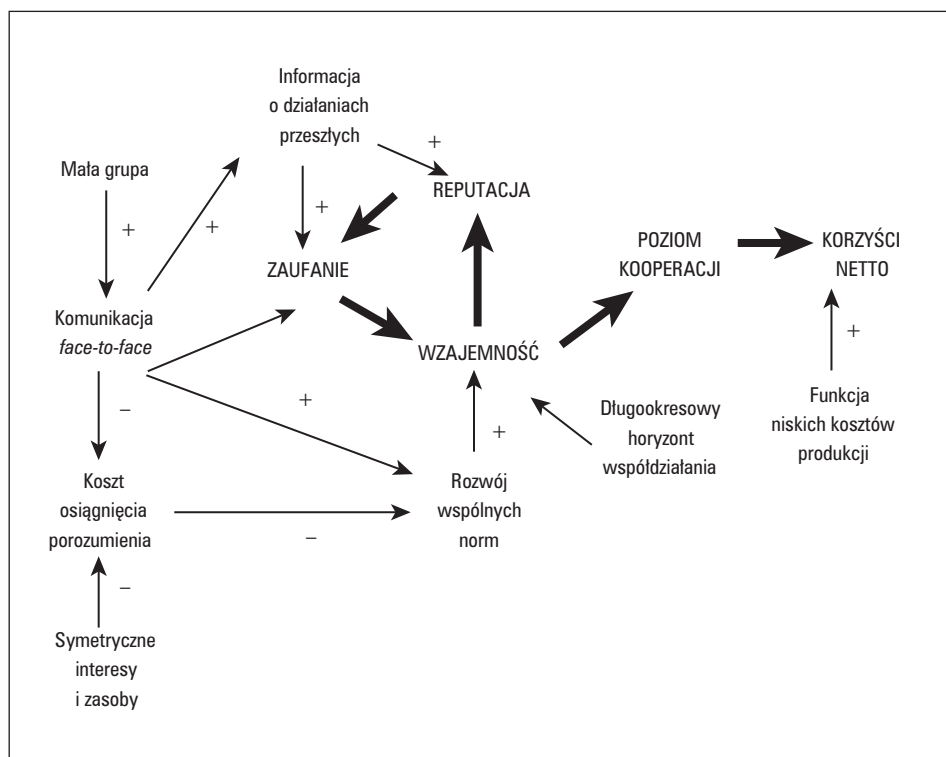 Informacja
o działaniach
przeszłych
+
Mała grupa
REPUTACJA
+
+
+
ZAUFANIE
POZIOM
KOOPERACJI
KORZYŚCI
NETTO
Komunikacja
face-to-face
WZAJEMNOŚĆ
+
–
+
+
Długookresowy
horyzont
współdziałania
Funkcja
niskich kosztów
produkcji
Koszt
osiągnięcia
porozumienia
–
Rozwój
wspólnych
norm
–
Symetryczne
interesy
i zasoby